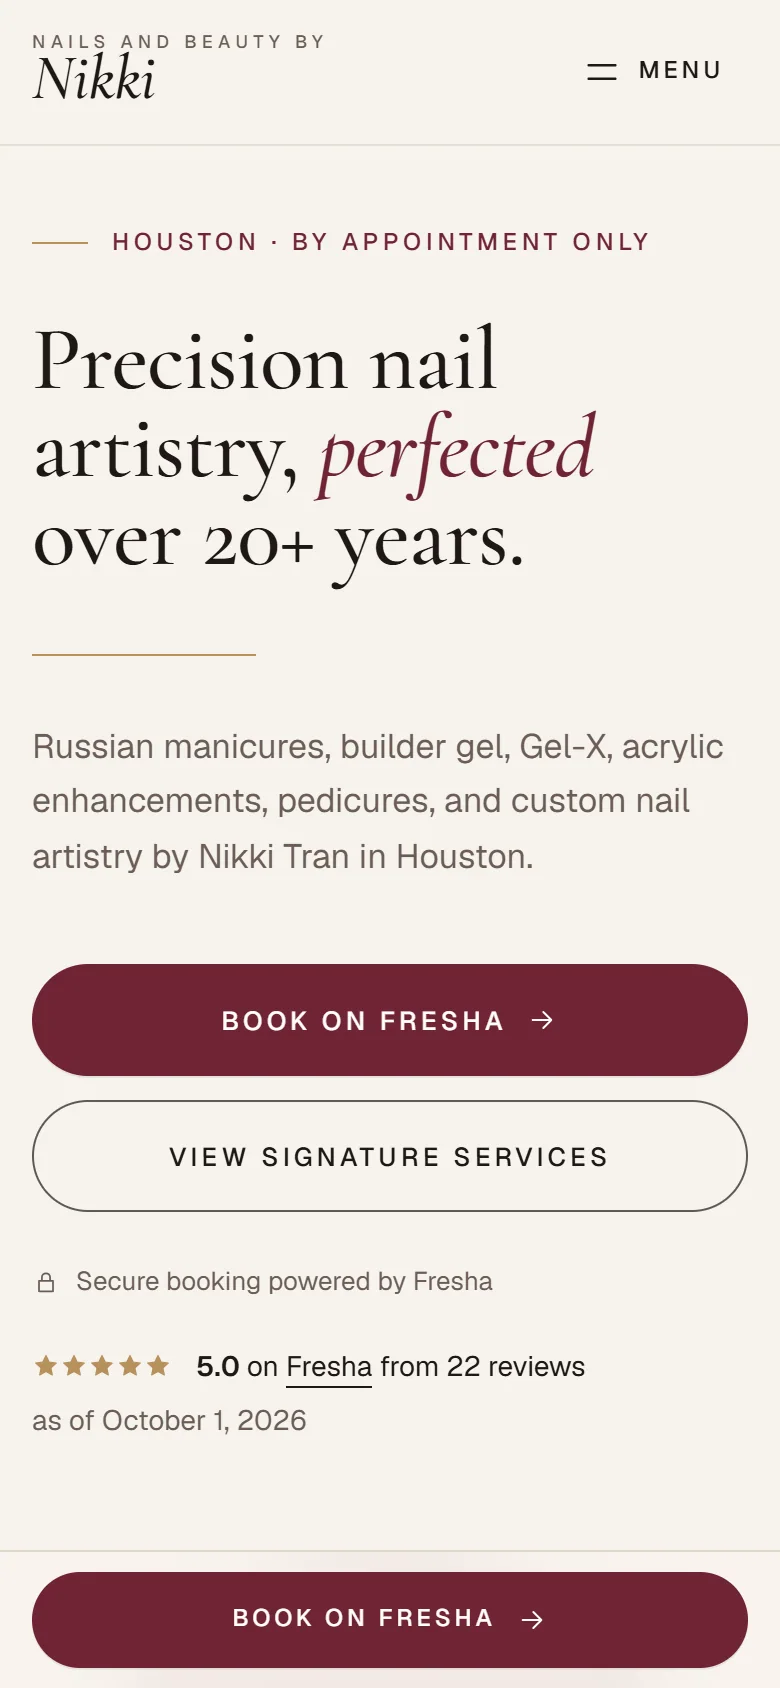 NAILS AND BEAUTY BY
Nikki
MENU
HOUSTON · BY APPOINTMENT ONLY
Precision nail
artistry, perfected
over 20+ years.
Russian manicures, builder gel, Gel-X, acrylic
enhancements, pedicures, and custom nail
artistry by Nikki Tran in Houston.
BOOK ON FRESHA →
VIEW SIGNATURE SERVICES
Secure booking powered by Fresha
★★★★★ 5.0 on Fresha from 22 reviews
as of October 1, 2026
BOOK ON FRESHA →